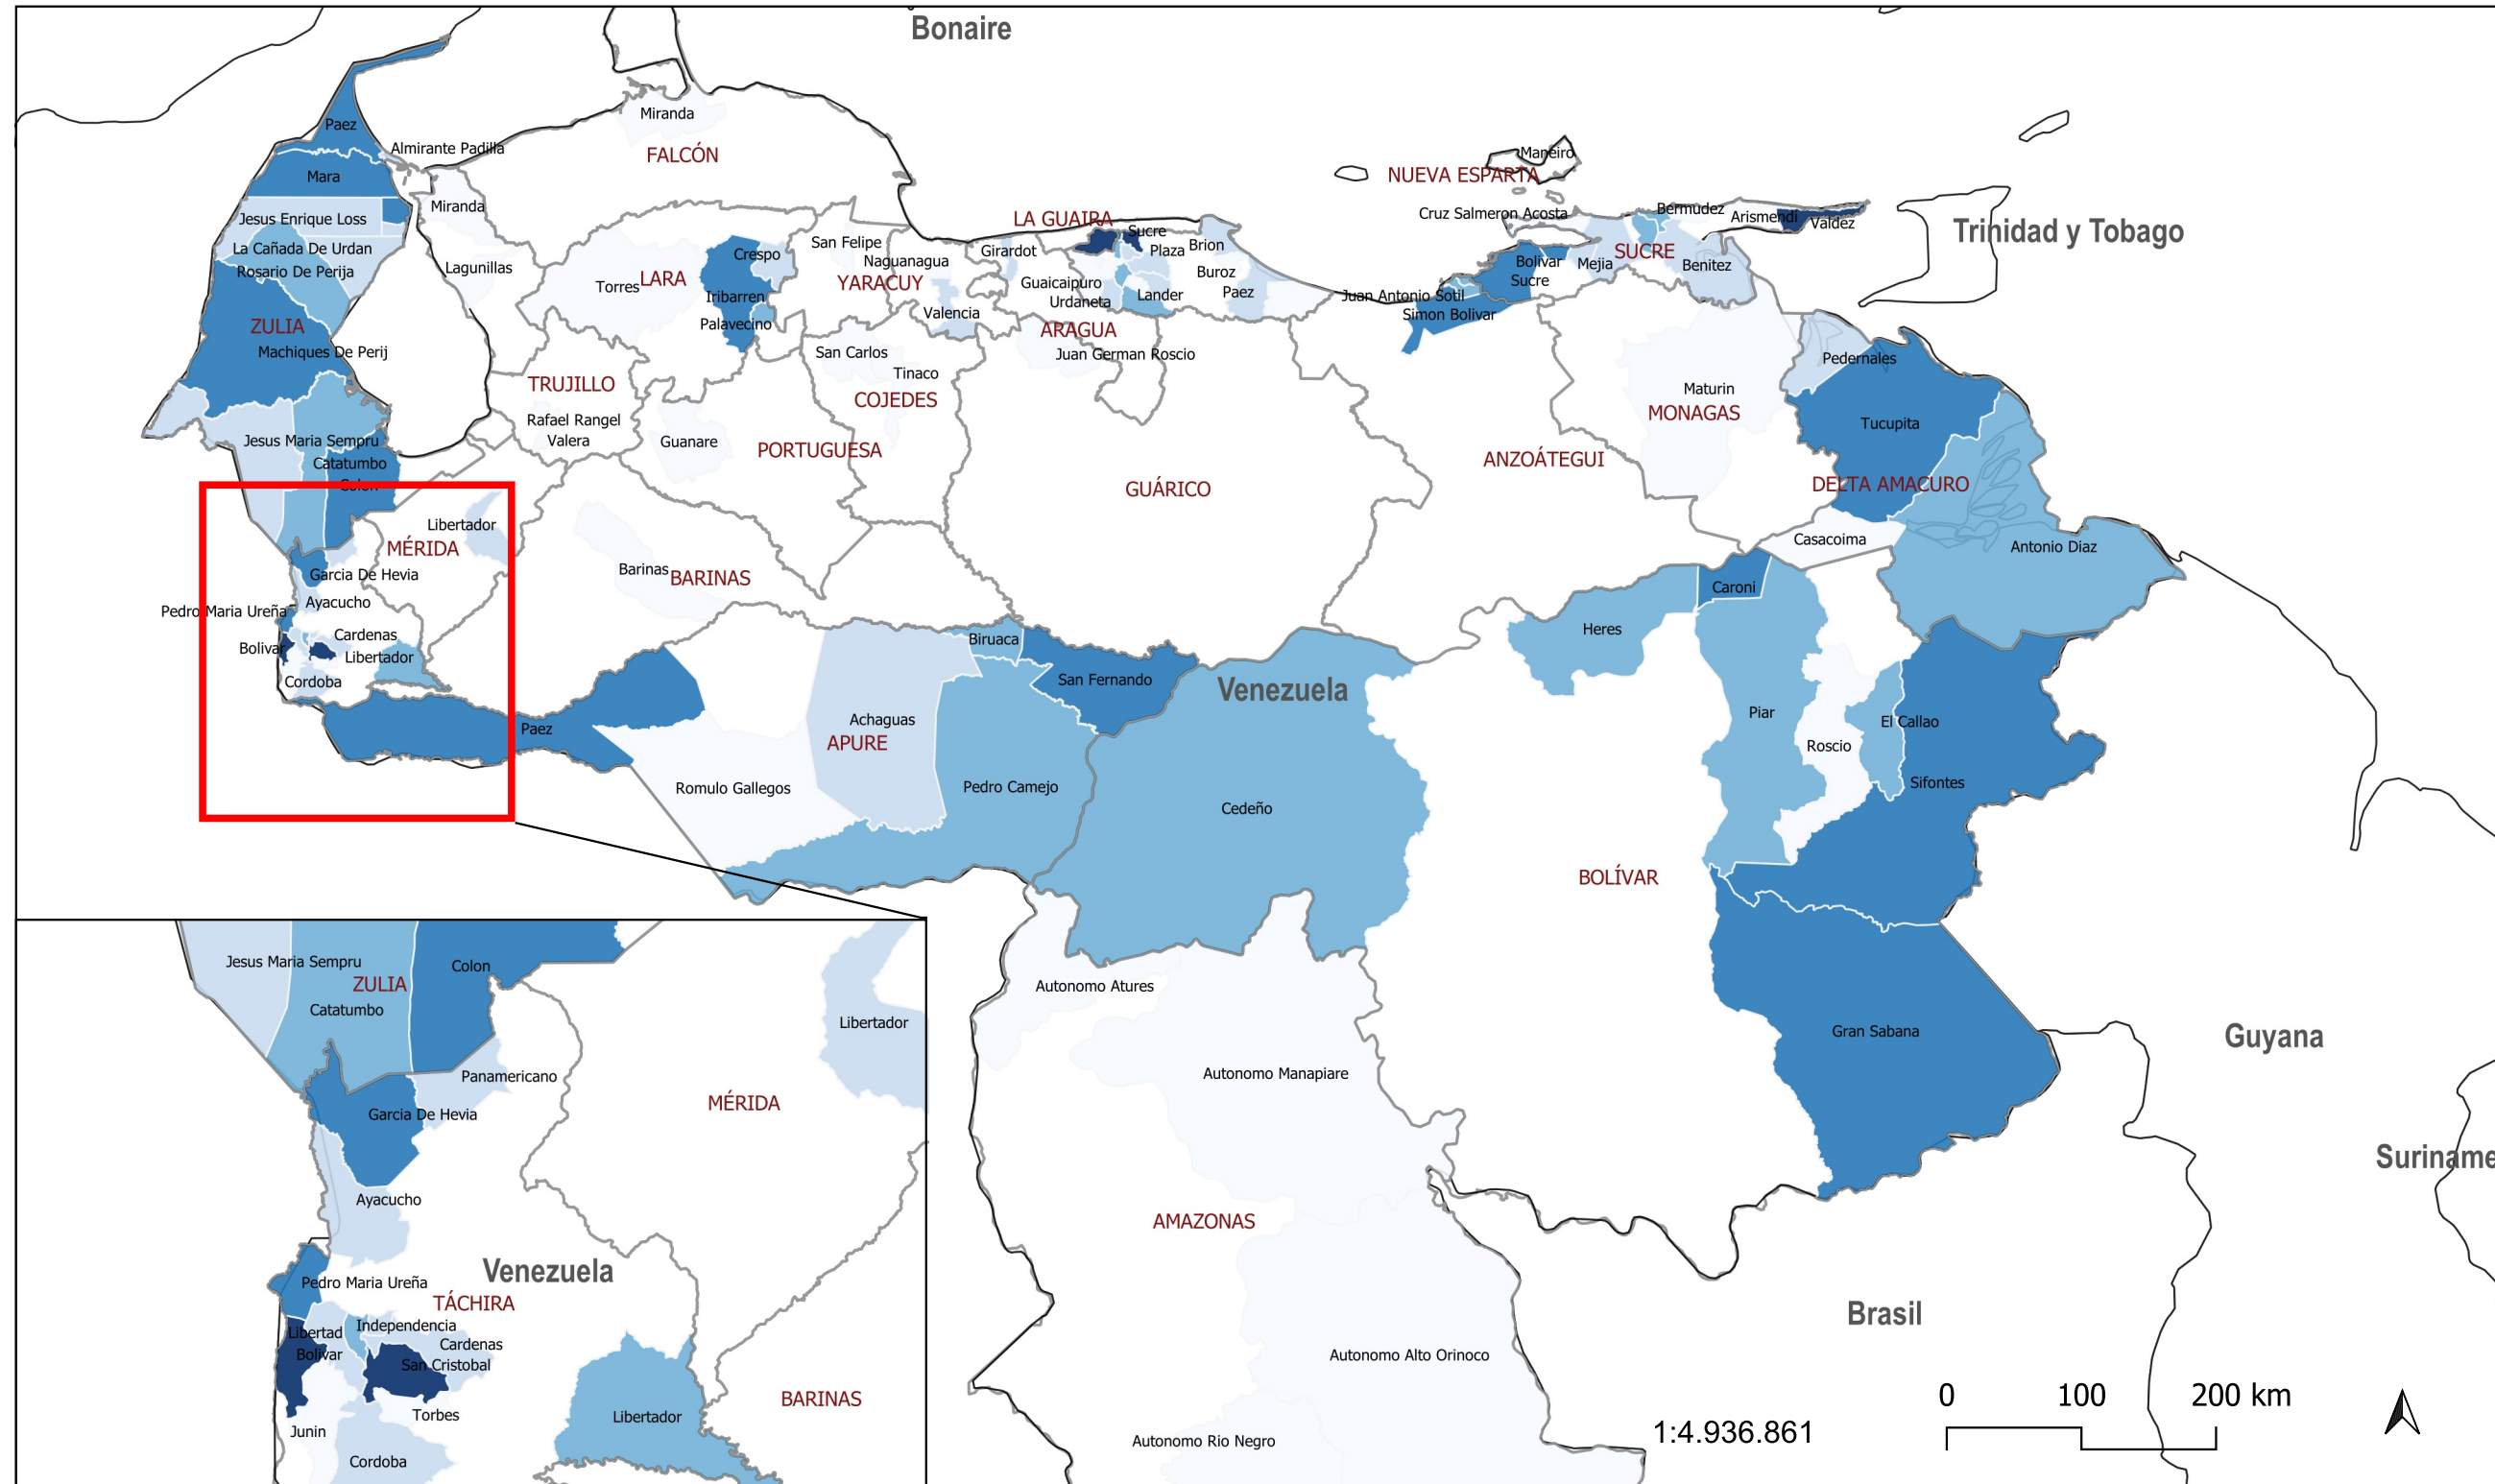 Bonaire
Miranda
Paez
Almirante Padilla
FALCÓN
Maneiro
NUEVA ESPARTA
Mara
Miranda
Jesus Enrique Loss
LA GUAIRA
Cruz Salmeron Acosta
Bermudez
Arismendi
Valdez
Trinidad y Tobago
Sucre
San Felipe
Girardot
Plaza
Brion
La Cañada De Urdan
Crespo
Naguanagua
SUCRE
Rosario De Perija
Lagunillas
Bolivar
Mejia
Benitez
Torres
LARA
YARACUY
Guaicaipuro
Buroz
Sucre
Iribarren
Urdaneta
Lander
Paez
Juan Antonio Sotil
ZULIA
Palavecino
Valencia
ARAGUA
Simon Bolivar
Machiques De Perij
San Carlos
Juan German Roscio
Pedernales
Tinaco
TRUJILLO
COJEDES
Maturin
MONAGAS
Rafael Rangel
Tucupita
Jesus Maria Sempru
Valera
Guanare
PORTUGUESA
Catatumbo
ANZOÁTEGUI
Colon
GUÁRICO
DELTA AMACURO
Libertador
MÉRIDA
Casacoima
Antonio Diaz
Garcia De Hevia
Barinas
BARINAS
Caroni
Ayacucho
Pedro Maria Ureña
Cardenas
Biruaca
Heres
Bolivar
Libertador
Cordoba
San Fernando
Venezuela
Paez
Achaguas
APURE
Piar
El Callao
Roscio
Romulo Gallegos
Pedro Camejo
Cedeño
Sifontes
BOLÍVAR
Jesus Maria Sempru
Colon
ZULIA
Catatumbo
Libertador
Autonomo Atures
Gran Sabana
Guyana
Panamericano
Autonomo Manapiare
MÉRIDA
Garcia De Hevia
Suriname
Ayacucho
AMAZONAS
Venezuela
Pedro Maria Ureña
TÁCHIRA
Brasil
Libertad
Independencia
Cardenas
Bolivar
San Cristobal
Autonomo Alto Orinoco
BARINAS
0 100 200 km
Torbes
Libertador
Junin
1:4.936.861
Autonomo Rio Negro
Cordoba